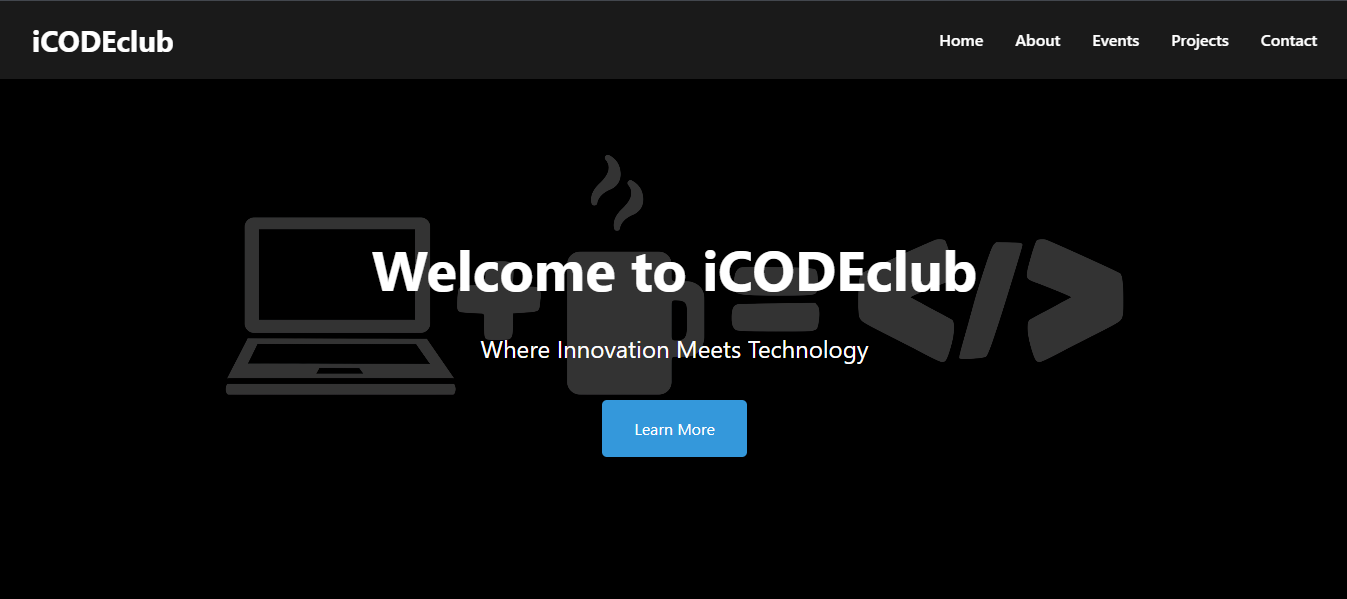 iCODEclub
Home About Events Projects Contact
Welcome to iCODEclub
Where Innovation Meets Technology
Learn More